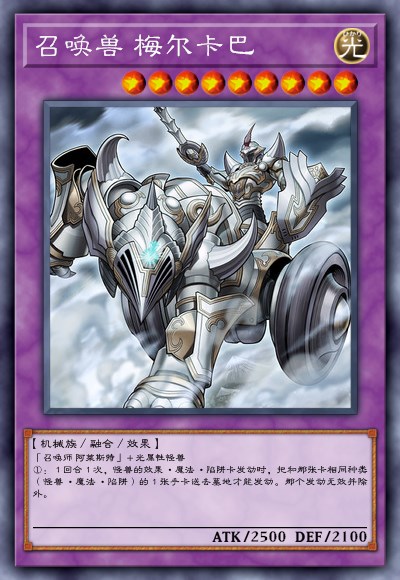 召唤兽 梅尔卡巴
ひかり
光
【机械族／融合／效果】
「召唤师 阿莱斯特」＋光属性怪兽
①：1回合1次，怪兽的效果·魔法·陷阱卡发动时，把和那张卡相同种类
（怪兽·魔法·陷阱）的1张手卡送去墓地才能发动。那个发动无效并除
外。
ATK/2500 DEF/2100